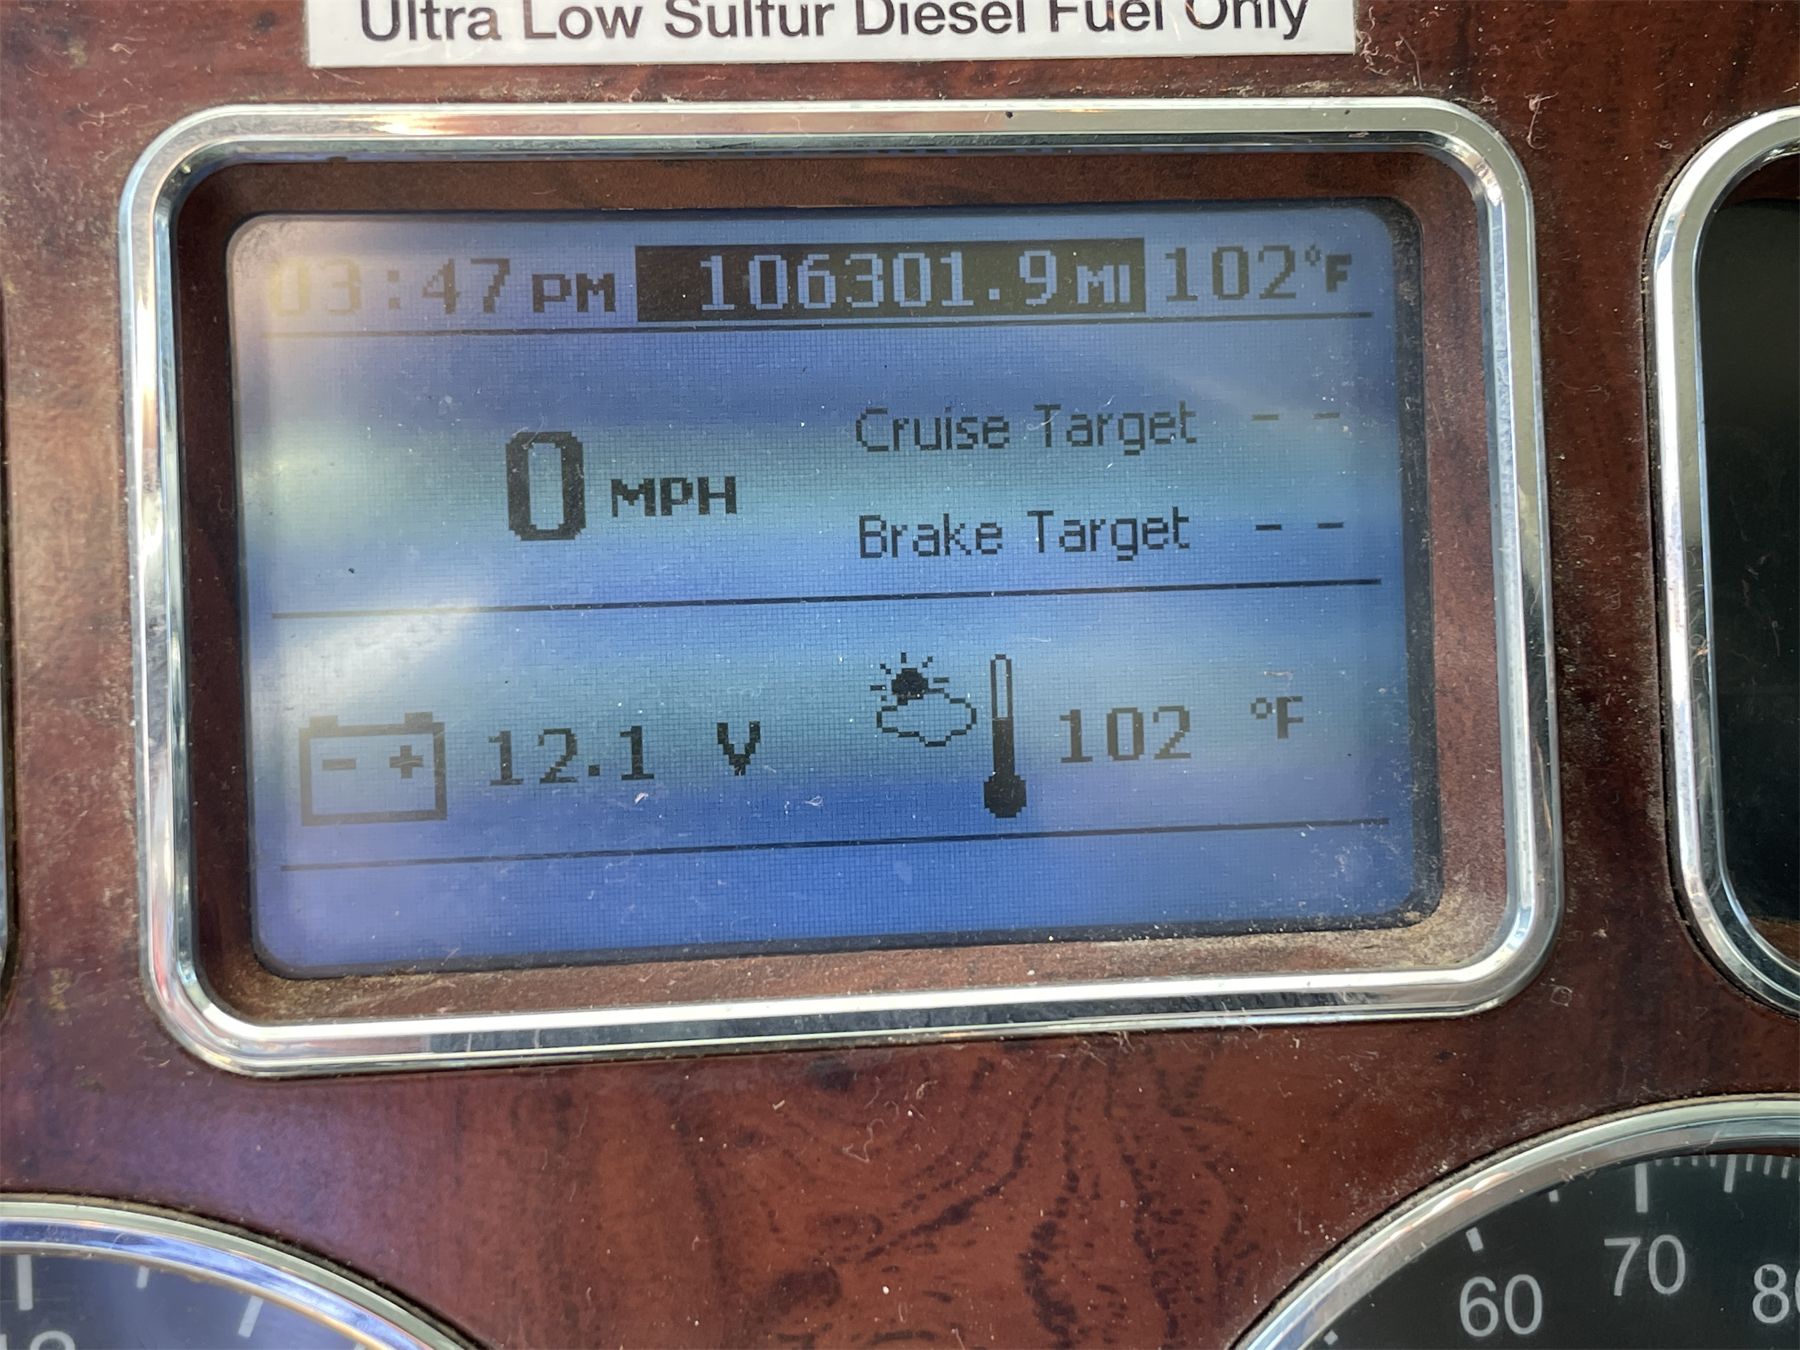 Ultra Low Sulfur Diesel Fuel Only
03:47 PM 106301.9 MI 102°F
0 MPH
Cruise Target - -
Brake Target - -
- + 12.1 V 102 °F
60 70